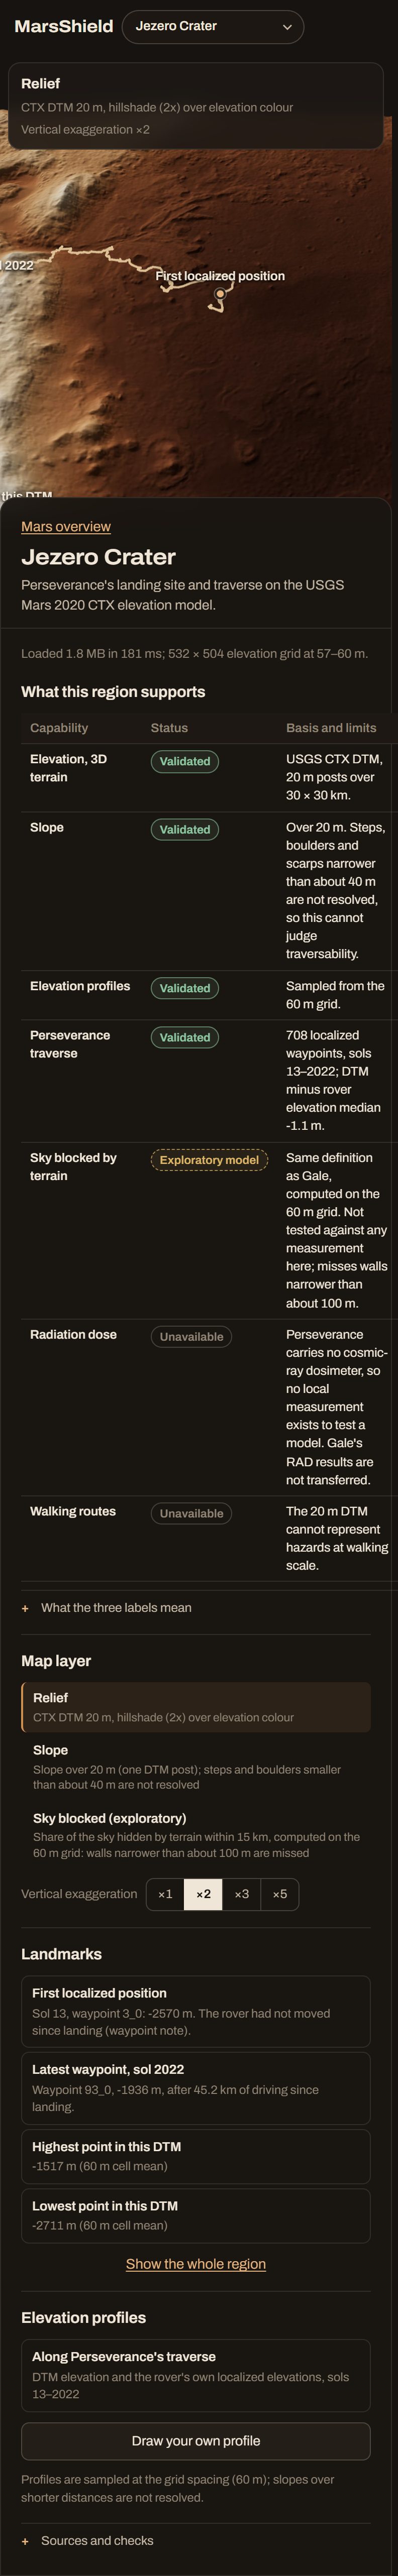 MarsShield
Jezero Crater
Relief
CTX DTM 20 m, hillshade (2x) over elevation colour
Vertical exaggeration ×2
2022
First localized position
this DTM
Mars overview
Jezero Crater
Perseverance's landing site and traverse on the USGS
Mars 2020 CTX elevation model.
Loaded 1.8 MB in 181 ms; 532 × 504 elevation grid at 57–60 m.
What this region supports
Capability Status Basis and limits
Elevation, 3D
terrain
Validated
USGS CTX DTM,
20 m posts over
30 × 30 km.
Slope
Validated
Over 20 m. Steps,
boulders and
scarps narrower
than about 40 m
are not resolved,
so this cannot
judge
traversability.
Elevation profiles
Validated
Sampled from the
60 m grid.
Perseverance
traverse
Validated
708 localized
waypoints, sols
13–2022; DTM
minus rover
elevation median
-1.1 m.
Sky blocked by
terrain
Exploratory model
Same definition
as Gale,
computed on the
60 m grid. Not
tested against any
measurement
here; misses walls
narrower than
about 100 m.
Radiation dose
Unavailable
Perseverance
carries no cosmic-
ray dosimeter, so
no local
measurement
exists to test a
model. Gale's
RAD results are
not transferred.
Walking routes
Unavailable
The 20 m DTM
cannot represent
hazards at walking
scale.
+ What the three labels mean
Map layer
Relief
CTX DTM 20 m, hillshade (2x) over elevation colour
Slope
Slope over 20 m (one DTM post); steps and boulders smaller
than about 40 m are not resolved
Sky blocked (exploratory)
Share of the sky hidden by terrain within 15 km, computed on the
60 m grid: walls narrower than about 100 m are missed
Vertical exaggeration ×1 ×2 ×3 ×5
Landmarks
First localized position
Sol 13, waypoint 3_0: -2570 m. The rover had not moved
since landing (waypoint note).
Latest waypoint, sol 2022
Waypoint 93_0, -1936 m, after 45.2 km of driving since
landing.
Highest point in this DTM
-1517 m (60 m cell mean)
Lowest point in this DTM
-2711 m (60 m cell mean)
Show the whole region
Elevation profiles
Along Perseverance's traverse
DTM elevation and the rover's own localized elevations, sols
13–2022
Draw your own profile
Profiles are sampled at the grid spacing (60 m); slopes over
shorter distances are not resolved.
+ Sources and checks